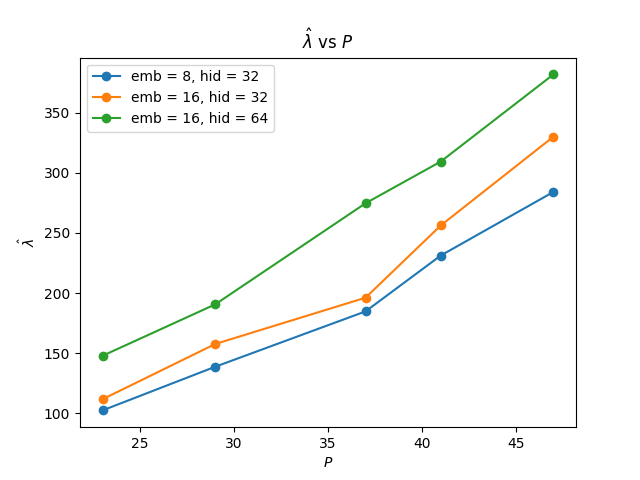 λ̂ vs P
emb = 8, hid = 32
emb = 16, hid = 32
emb = 16, hid = 64
350
300
250
200
150
100
λ̂
25 30 35 40 45
P